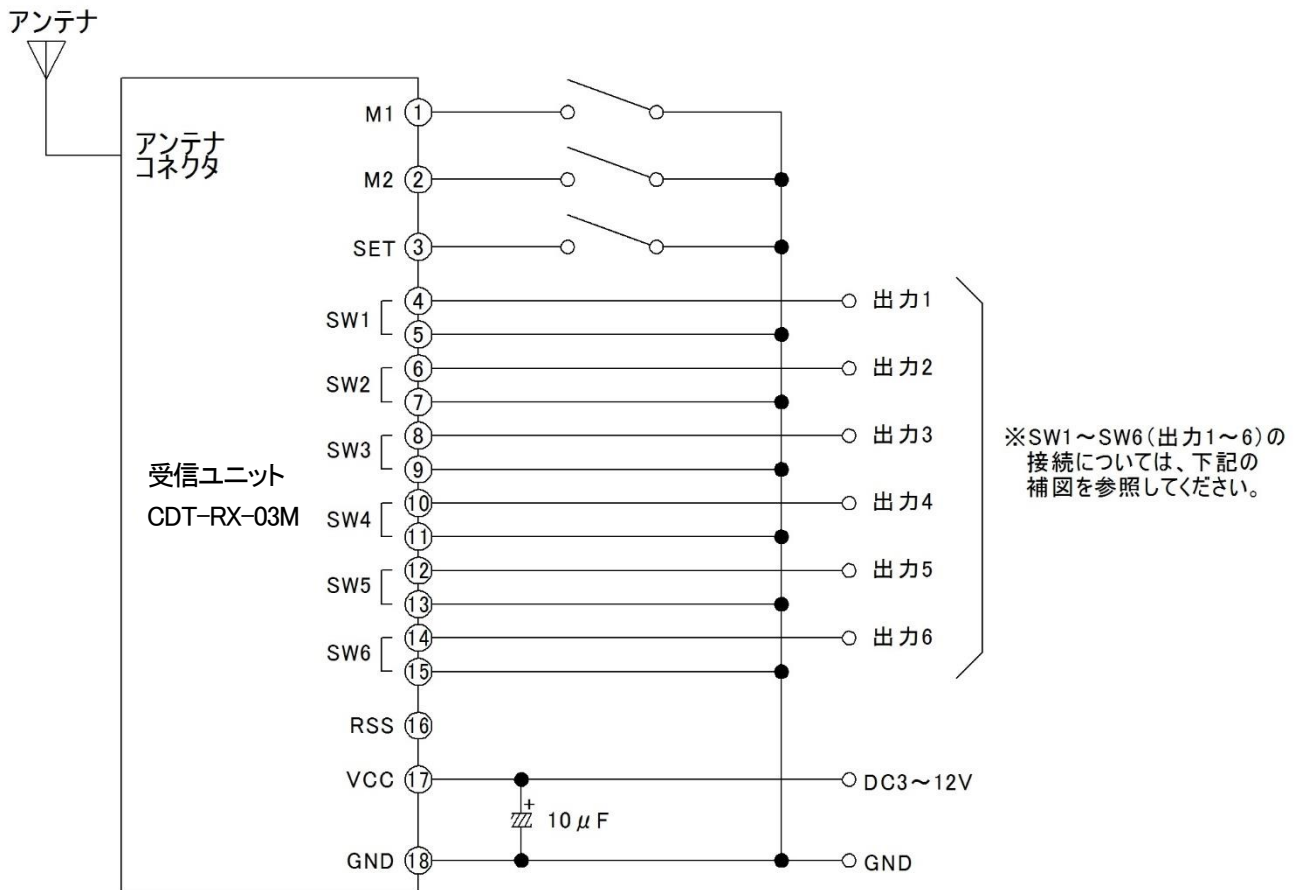 アンテナ
アンテナ
コネクタ
M1 ①
M2 ②
SET ③
SW1
④
⑤
出力1
SW2
⑥
⑦
出力2
SW3
⑧
⑨
出力3
SW4
⑩
⑪
出力4
SW5
⑫
⑬
出力5
SW6
⑭
⑮
出力6
※SW1～SW6(出力1～6)の
接続については、下記の
補図を参照してください。
受信ユニット
CDT-RX-03M
RSS ⑯
VCC ⑰
DC3～12V
+
10μF
GND ⑱
GND